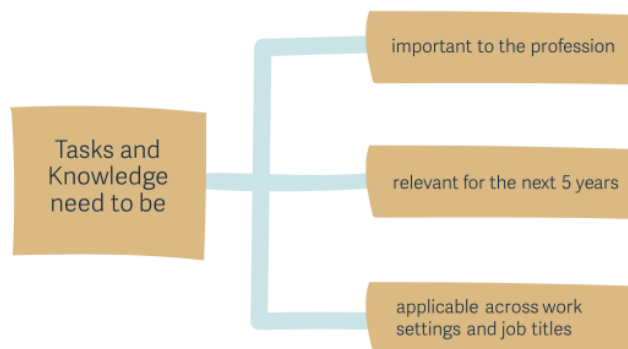 Tasks and
Knowledge
need to be
important to the profession
relevant for the next 5 years
applicable across work
settings and job titles